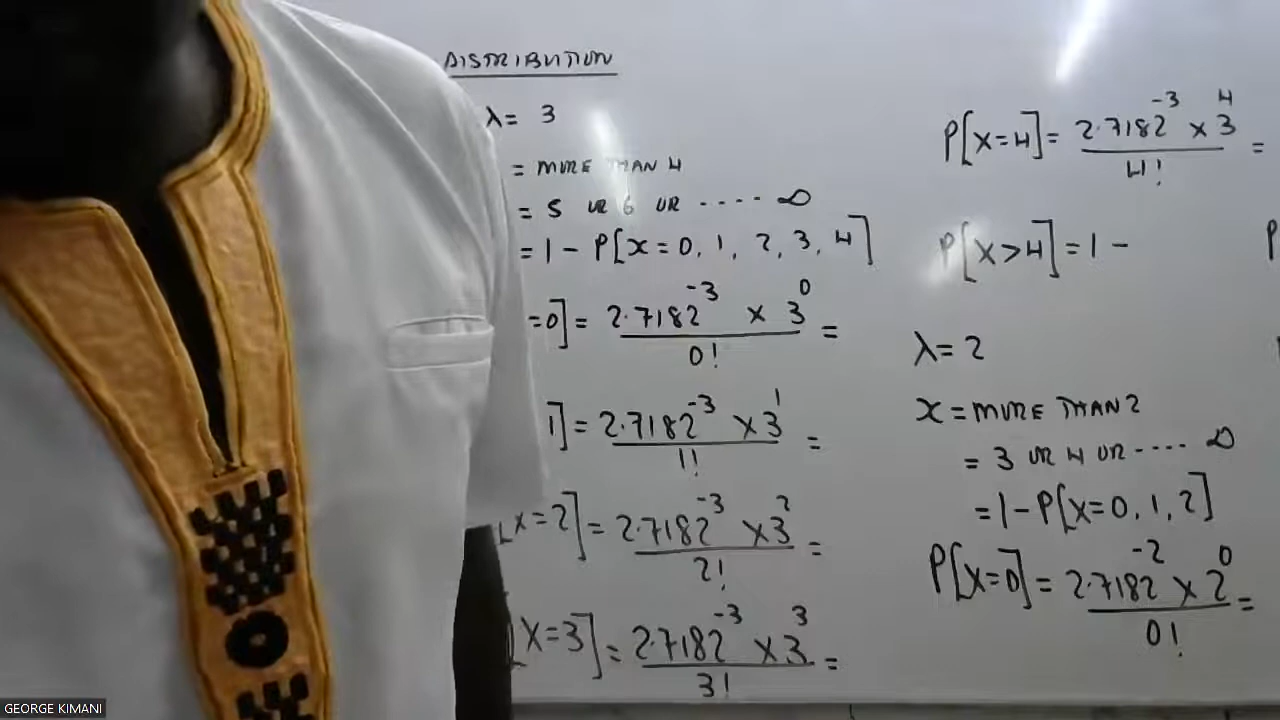 DISTRIBUTION
λ= 3
= MORE THAN 4
= 5 OR 6 OR ..... ∞
= 1 - P[x = 0, 1, 2, 3, 4]
=0] = 2.7182^-3 x 3^0 / 0! =
1] = 2.7182^-3 x 3^1 / 1! =
[x=2] = 2.7182^-3 x 3^2 / 2! =
[x=3] = 2.7182^-3 x 3^3 / 3! =
P[x=4] = 2.7182^-3 x 3^4 / 4! =
P[x>4] = 1 -
P
λ= 2
x = MORE THAN 2
= 3 OR 4 OR ..... ∞
= 1 - P[x=0, 1, 2]
P[x=0] = 2.7182^-2 x 2^0 / 0! =
GEORGE KIMANI